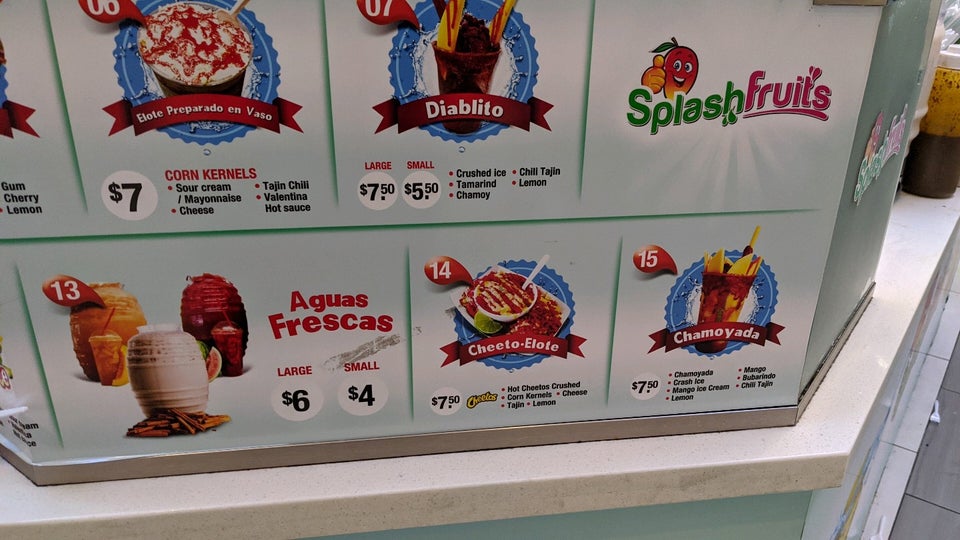 06
Elote Preparado en Vaso
$7
CORN KERNELS
• Sour cream
/ Mayonnaise
• Cheese
• Tajin Chili
• Valentina
Hot sauce
07
Diablito
LARGE
$7.50
SMALL
$5.50
• Crushed ice
• Tamarind
• Chamoy
• Chili Tajin
• Lemon
SplashFruits
Gum
Cherry
Lemon
13
Aguas
Frescas
LARGE
$6
SMALL
$4
14
Cheeto-Elote
$7.50
Cheetos
• Hot Cheetos Crushed
• Corn Kernels • Cheese
• Tajin • Lemon
15
Chamoyada
$7.50
• Chamoyada
• Crash Ice
• Mango Ice Cream
• Lemon
• Mango
• Bubarindo
• Chili Tajin
Splash Fruits